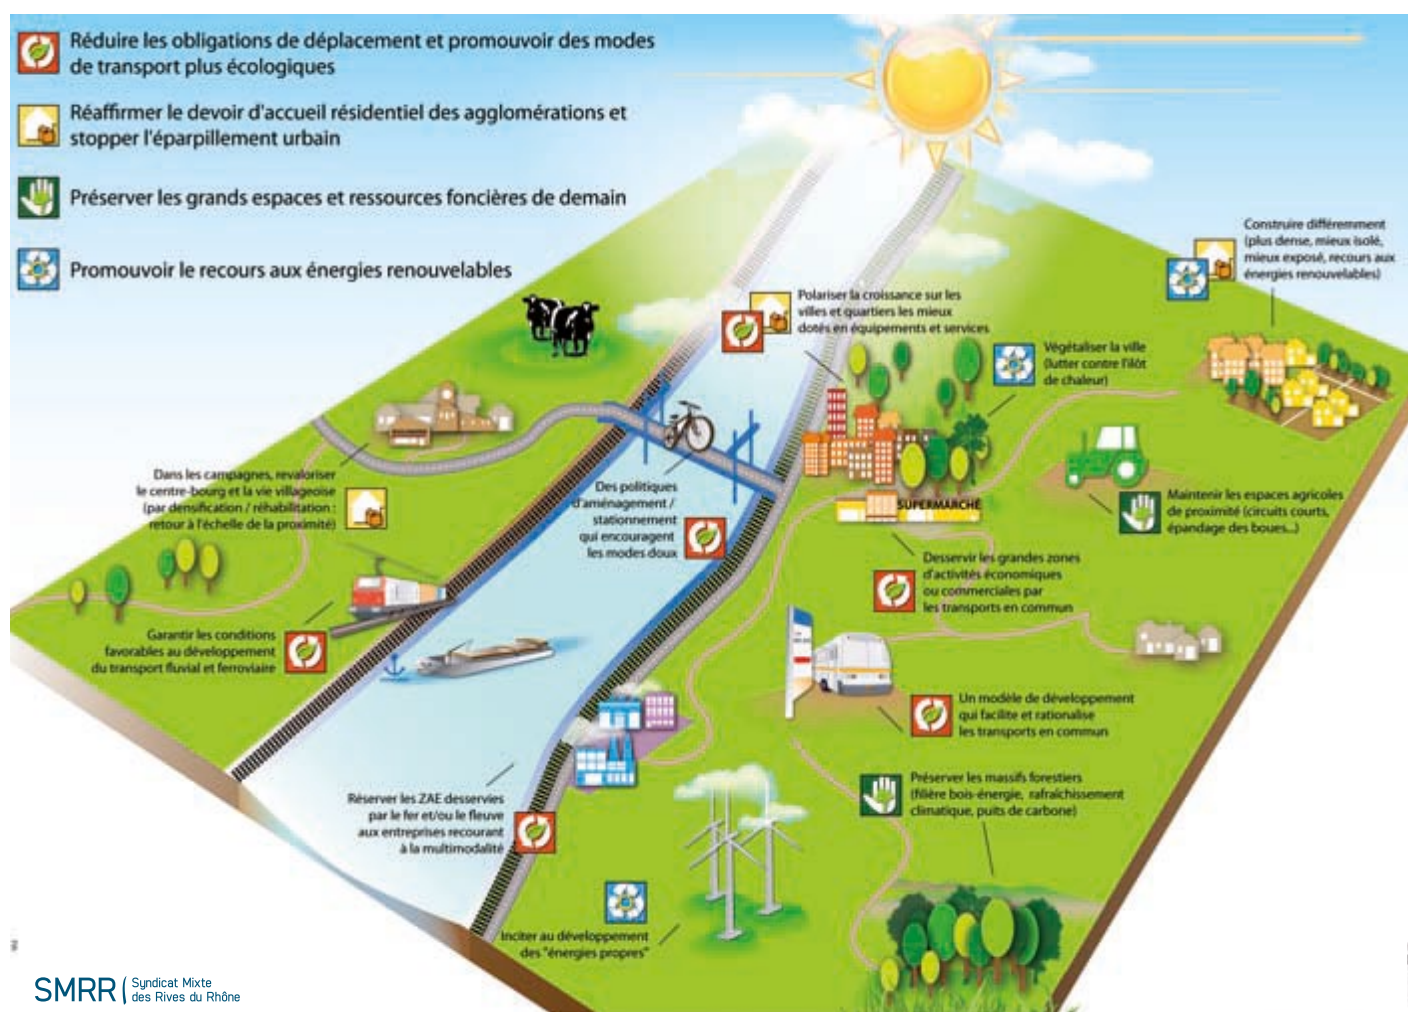 Réduire les obligations de déplacement et promouvoir des modes
de transport plus écologiques
Réaffirmer le devoir d'accueil résidentiel des agglomérations et
stopper l'éparpillement urbain
Préserver les grands espaces et ressources foncières de demain
Promouvoir le recours aux énergies renouvelables
Construire différemment
(plus dense, mieux isolé,
mieux exposé, recours aux
énergies renouvelables)
Polariser la croissance sur les
villes et quartiers les mieux
dotés en équipements et services
Végétaliser la ville
(lutter contre l'îlôt
de chaleur)
Dans les campagnes, revaloriser
le centre-bourg et la vie villageoise
(par densification / réhabilitation :
retour à l'échelle de la proximité)
Des politiques
d'aménagement /
stationnement
qui encouragent
les modes doux
SUPERMARCHÉ
Maintenir les espaces agricoles
de proximité (circuits courts,
épandage des boues...)
Desservir les grandes zones
d'activités économiques
ou commerciales par
les transports en commun
Garantir les conditions
favorables au développement
du transport fluvial et ferroviaire
Un modèle de développement
qui facilite et rationalise
les transports en commun
Réserver les ZAE desservies
par le fer et/ou le fleuve
aux entreprises recourant
à la multimodalité
Préserver les massifs forestiers
(filière bois-énergie, rafraîchissement
climatique, puits de carbone)
Inciter au développement
des "énergies propres"
SMRR
Syndicat Mixte
des Rives du Rhône